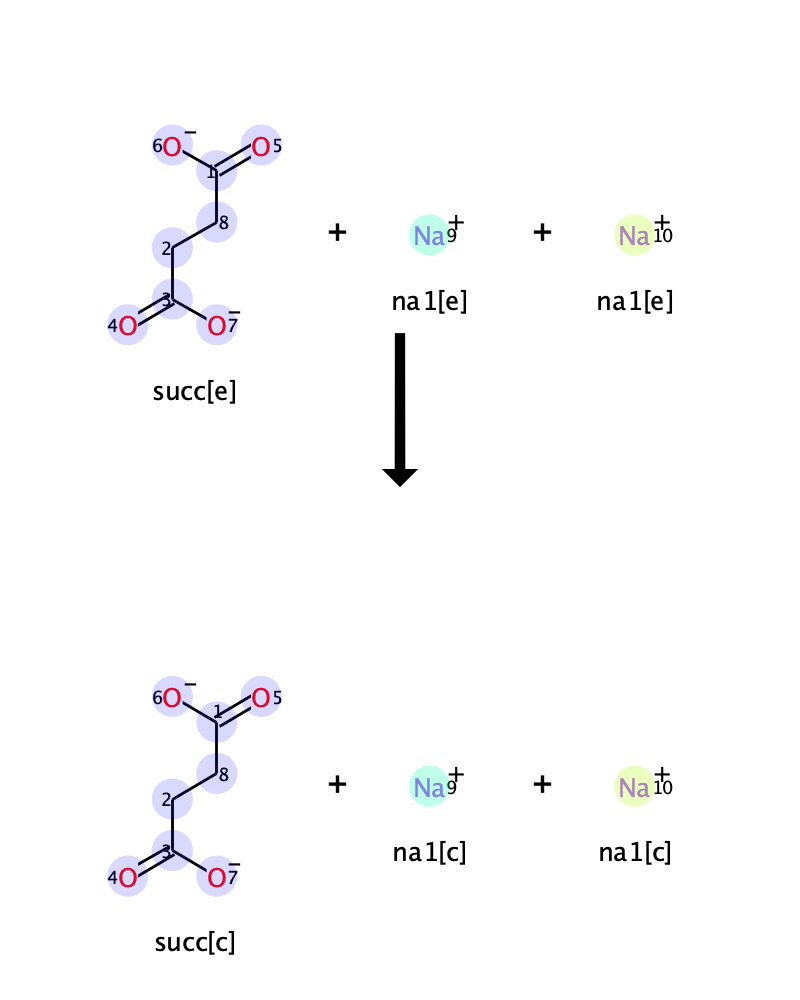 6O⁻ O5
1
8 + Na9⁺ + Na10⁺
2
3 na1[e] na1[e]
4O O7⁻
succ[e]
6O⁻ O5
1
8 + Na9⁺ + Na10⁺
2
3 na1[c] na1[c]
4O O7⁻
succ[c]